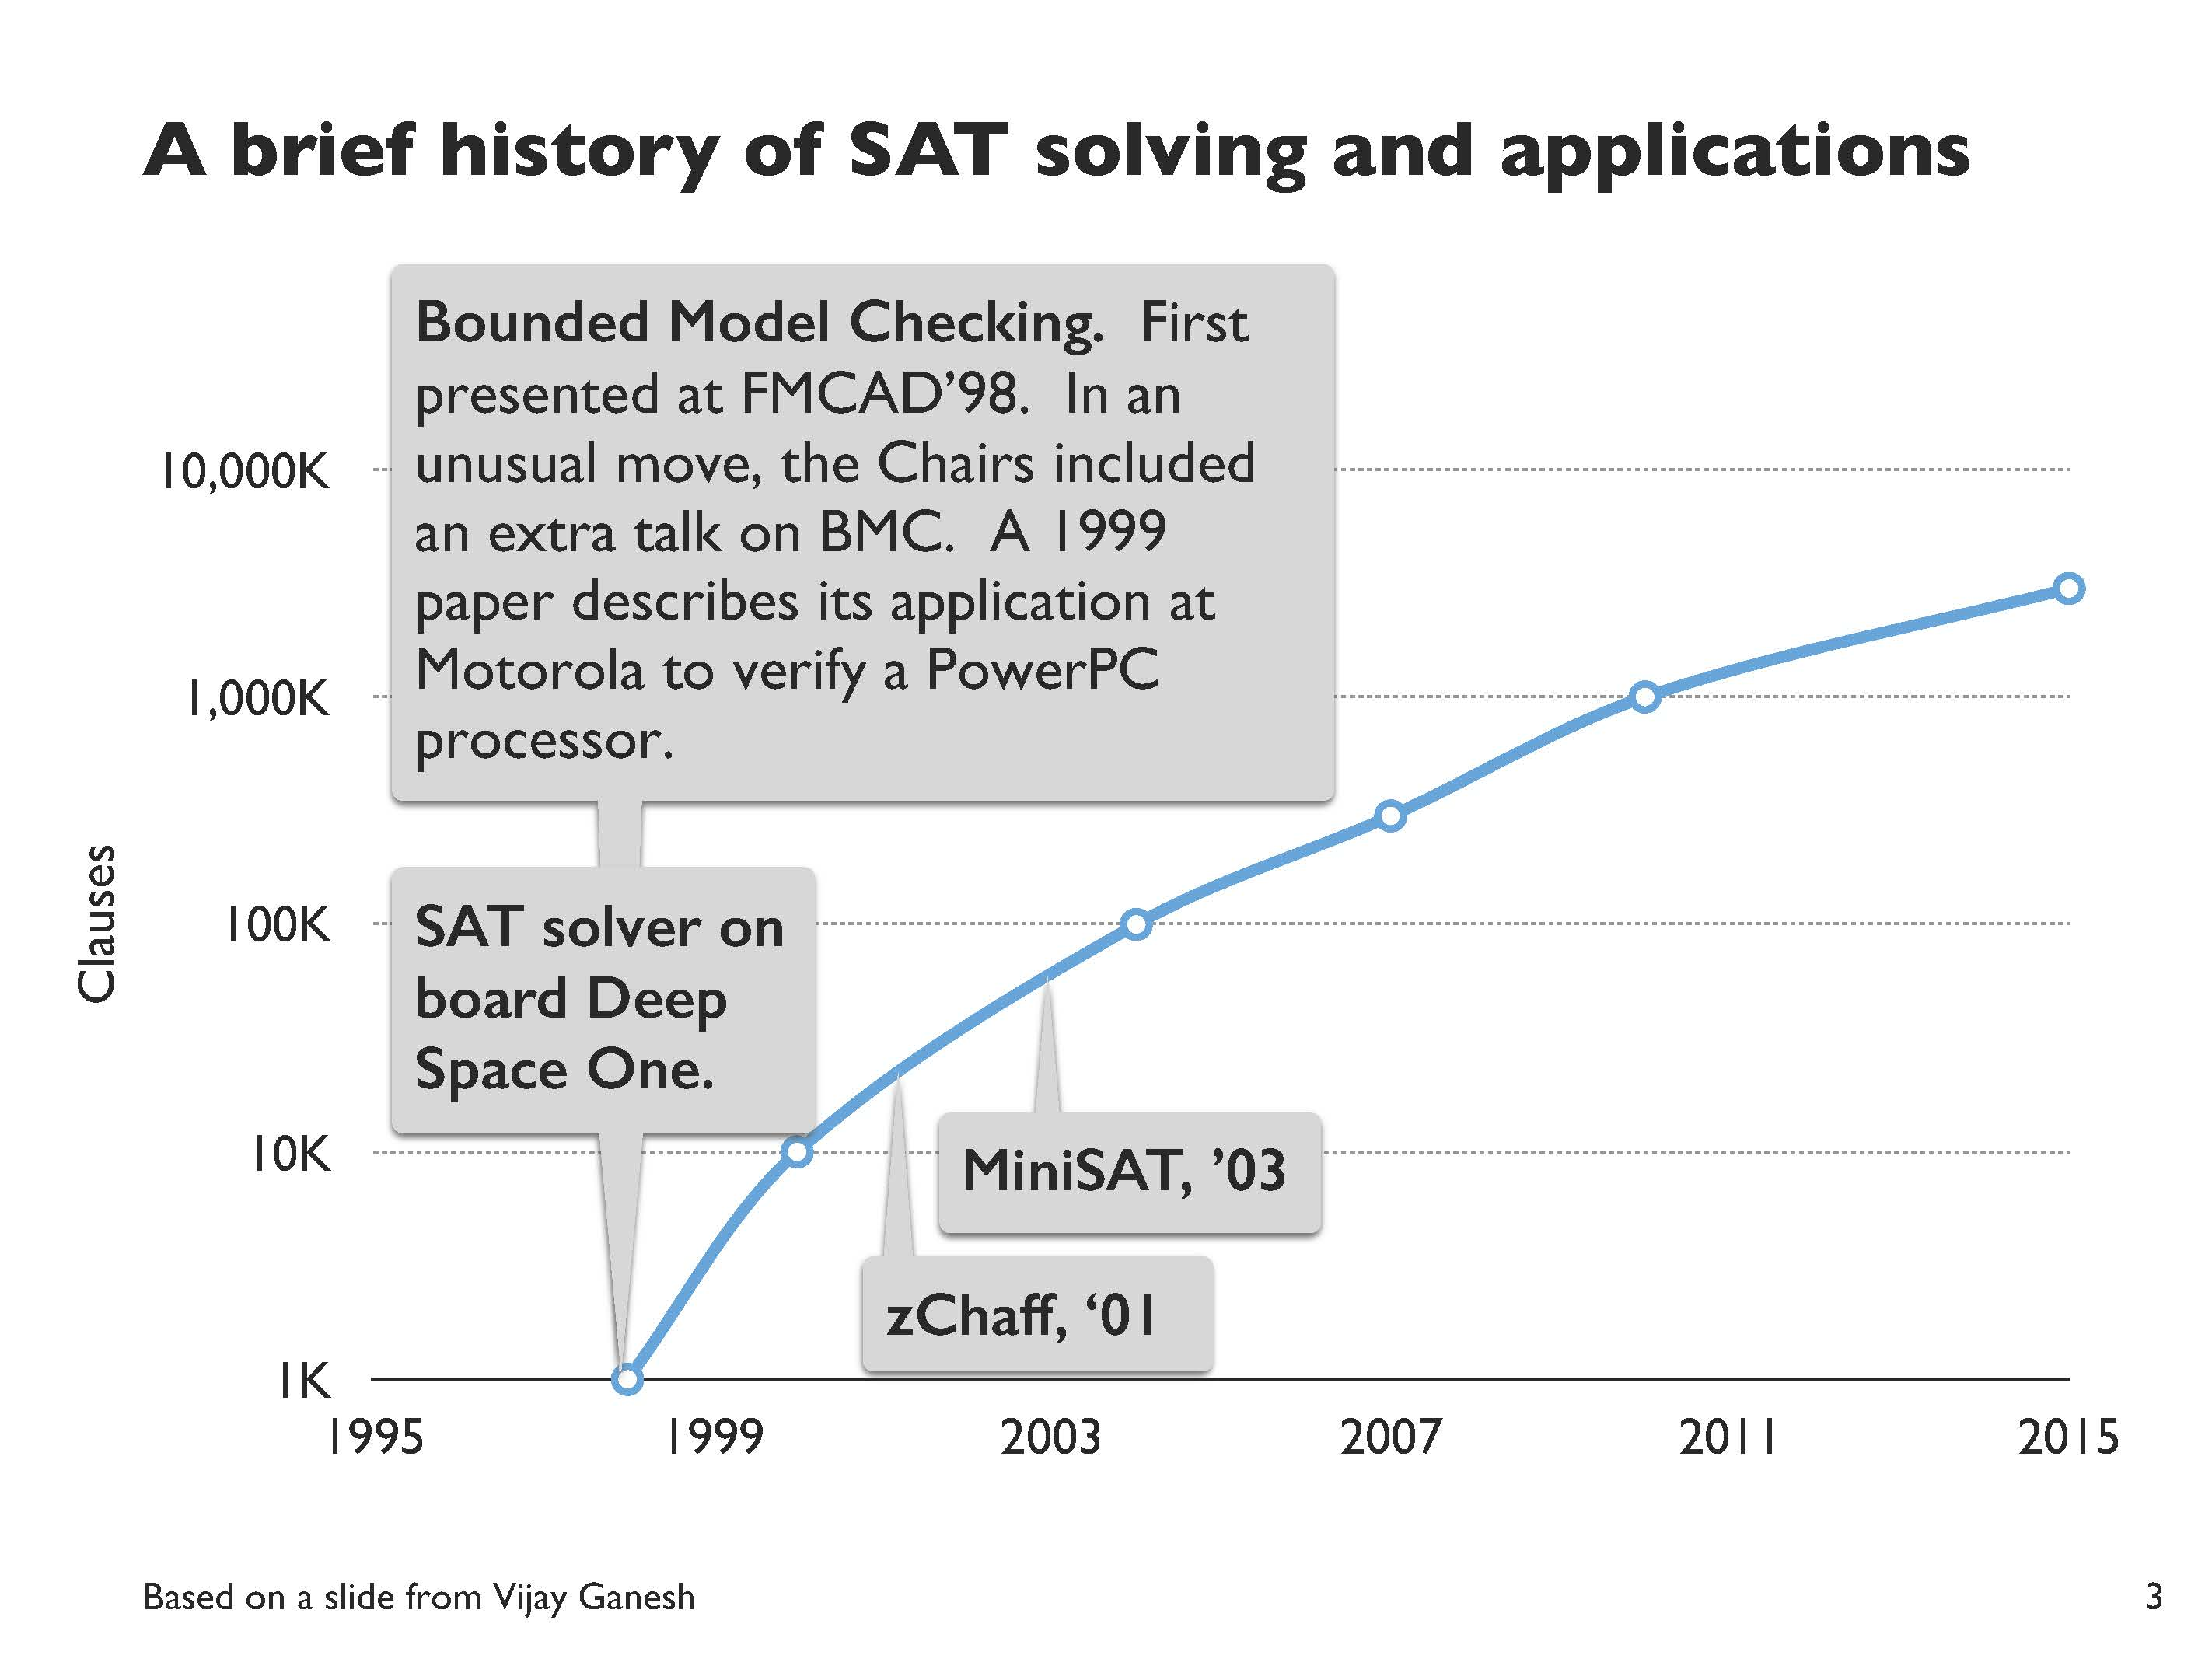 A brief history of SAT solving and applications
Bounded Model Checking. First
presented at FMCAD’98. In an
unusual move, the Chairs included
an extra talk on BMC. A 1999
paper describes its application at
Motorola to verify a PowerPC
processor.
10,000K
1,000K
100K
10K
1K
Clauses
SAT solver on
board Deep
Space One.
MiniSAT, ’03
zChaff, ‘01
1995 1999 2003 2007 2011 2015
Based on a slide from Vijay Ganesh
3